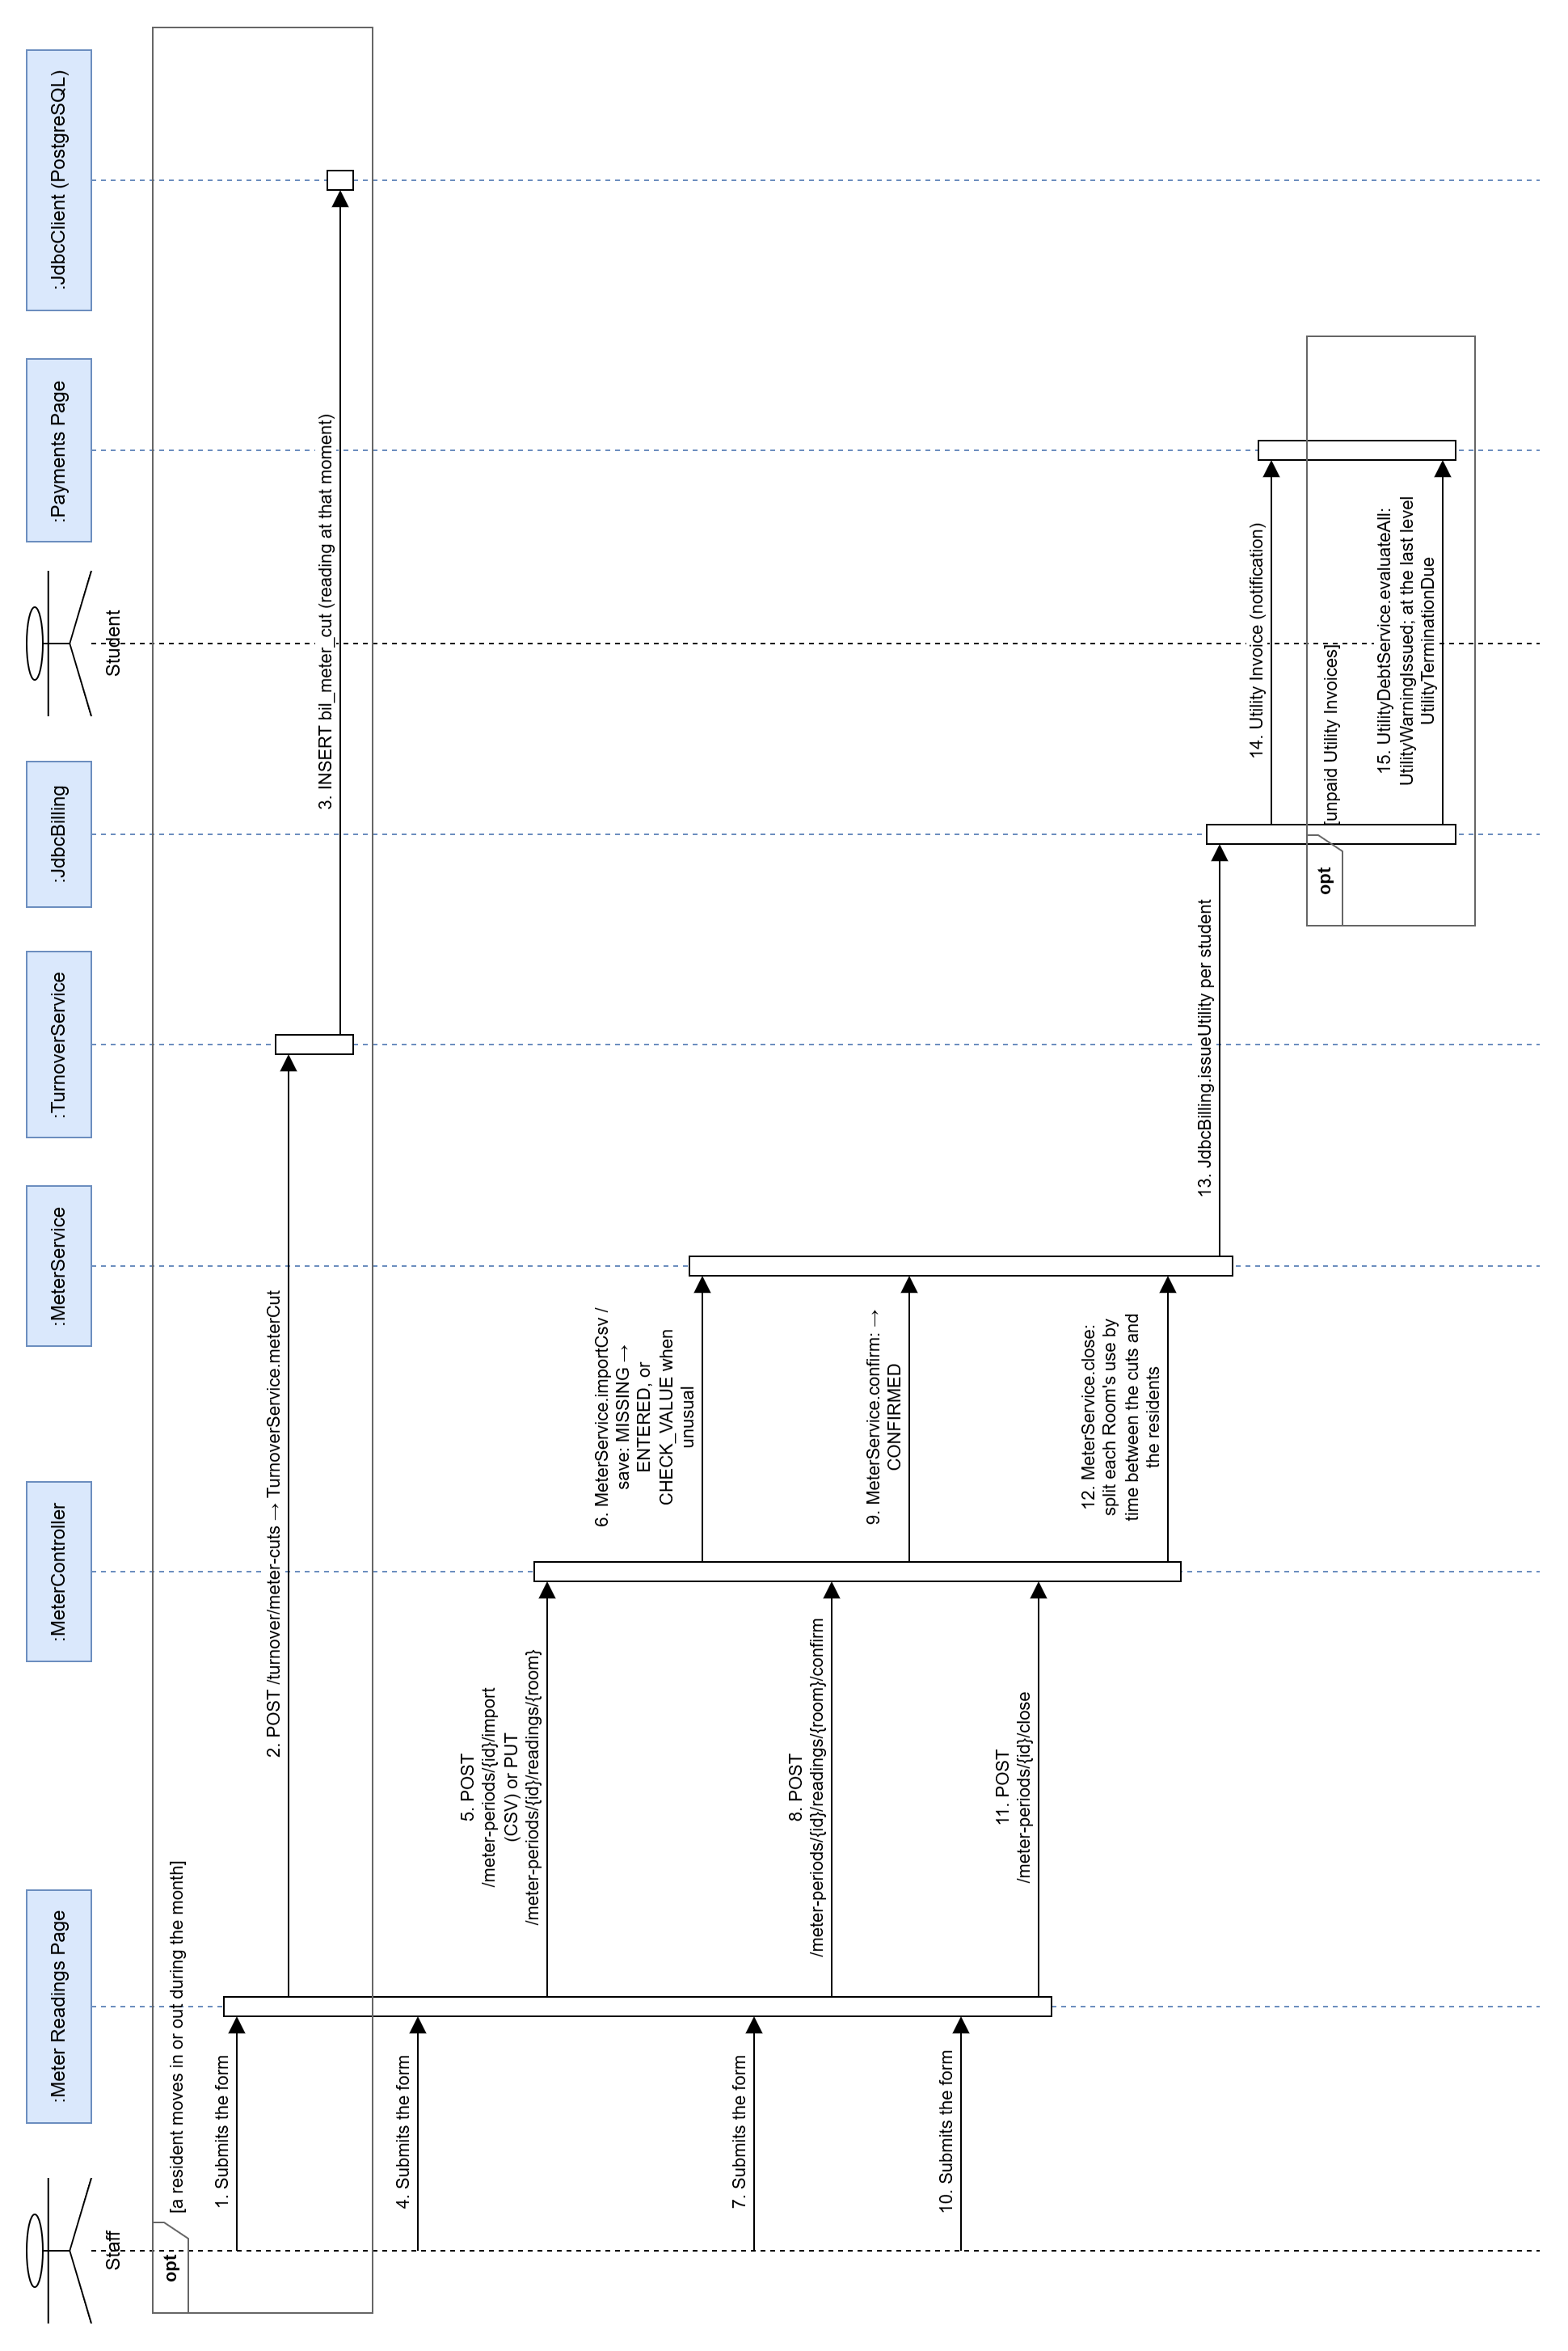 Staff
:Meter Readings Page
:MeterController
:MeterService
:TurnoverService
:JdbcBilling
Student
:Payments Page
:JdbcClient (PostgreSQL)
opt
[a resident moves in or out during the month]
1. Submits the form
2. POST /turnover/meter-cuts → TurnoverService.meterCut
3. INSERT bil_meter_cut (reading at that moment)
4. Submits the form
5. POST
/meter-periods/{id}/import
(CSV) or PUT
/meter-periods/{id}/readings/{room}
6. MeterService.importCsv /
save: MISSING →
ENTERED, or
CHECK_VALUE when
unusual
7. Submits the form
8. POST
/meter-periods/{id}/readings/{room}/confirm
9. MeterService.confirm: →
CONFIRMED
10. Submits the form
11. POST
/meter-periods/{id}/close
12. MeterService.close:
split each Room's use by
time between the cuts and
the residents
13. JdbcBilling.issueUtility per student
14. Utility Invoice (notification)
opt
[unpaid Utility Invoices]
15. UtilityDebtService.evaluateAll:
UtilityWarningIssued; at the last level
UtilityTerminationDue